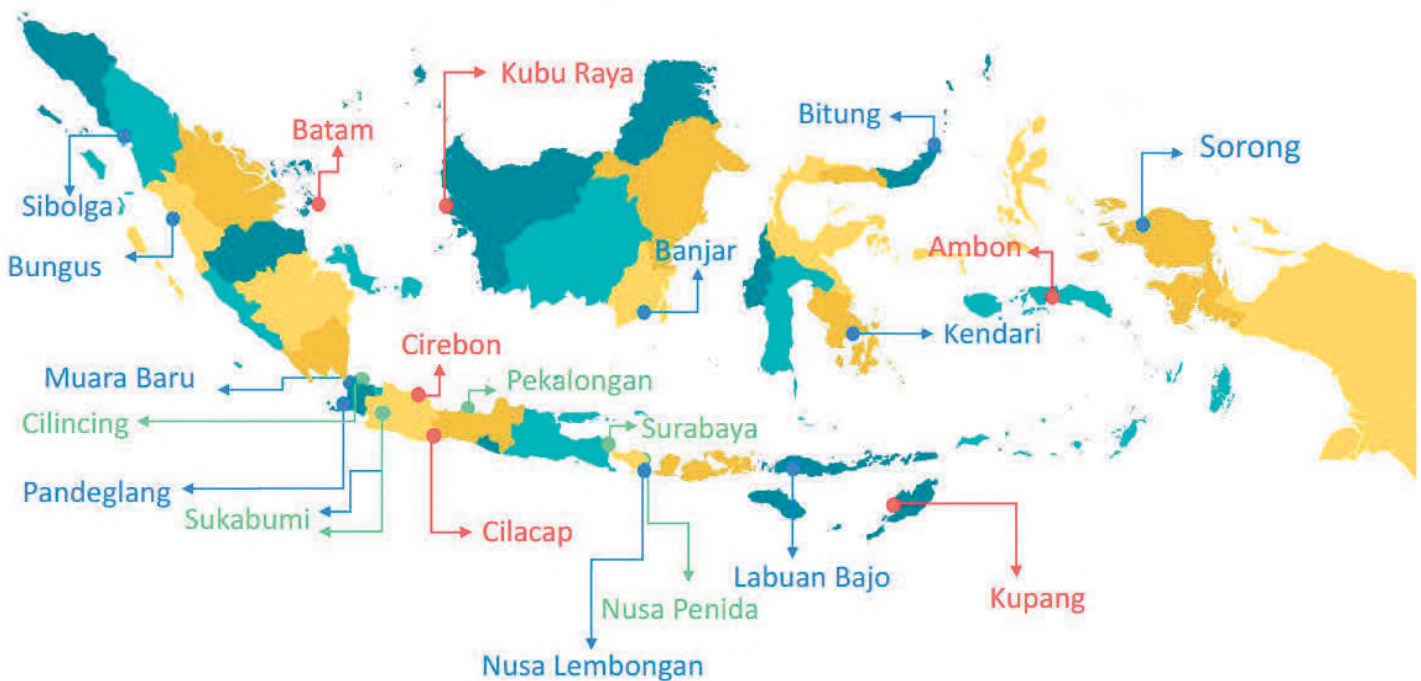 Kubu Raya
Bitung
Batam
Sorong
Sibolga
Ambon
Banjar
Bungus
Kendari
Cirebon
Muara Baru
Pekalongan
Cilincing
Surabaya
Pandeglang
Sukabumi
Cilacap
Labuan Bajo
Kupang
Nusa Penida
Nusa Lembongan